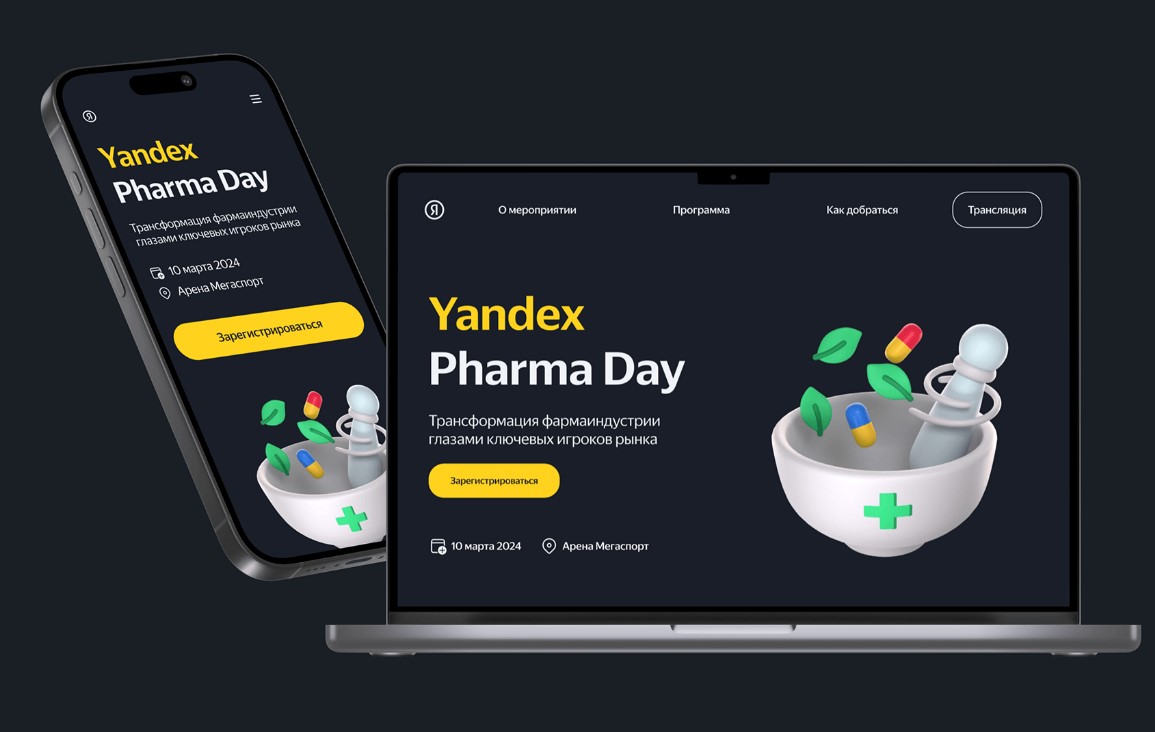 Я
Yandex
Pharma Day
Трансформация фарминдустрии
глазами ключевых игроков рынка
10 марта 2024
Арена Мегаспорт
Зарегистрироваться
Я
О мероприятии
Программа
Как добраться
Трансляция
Yandex
Pharma Day
Трансформация фармаиндустрии
глазами ключевых игроков рынка
Зарегистрироваться
10 марта 2024
Арена Мегаспорт